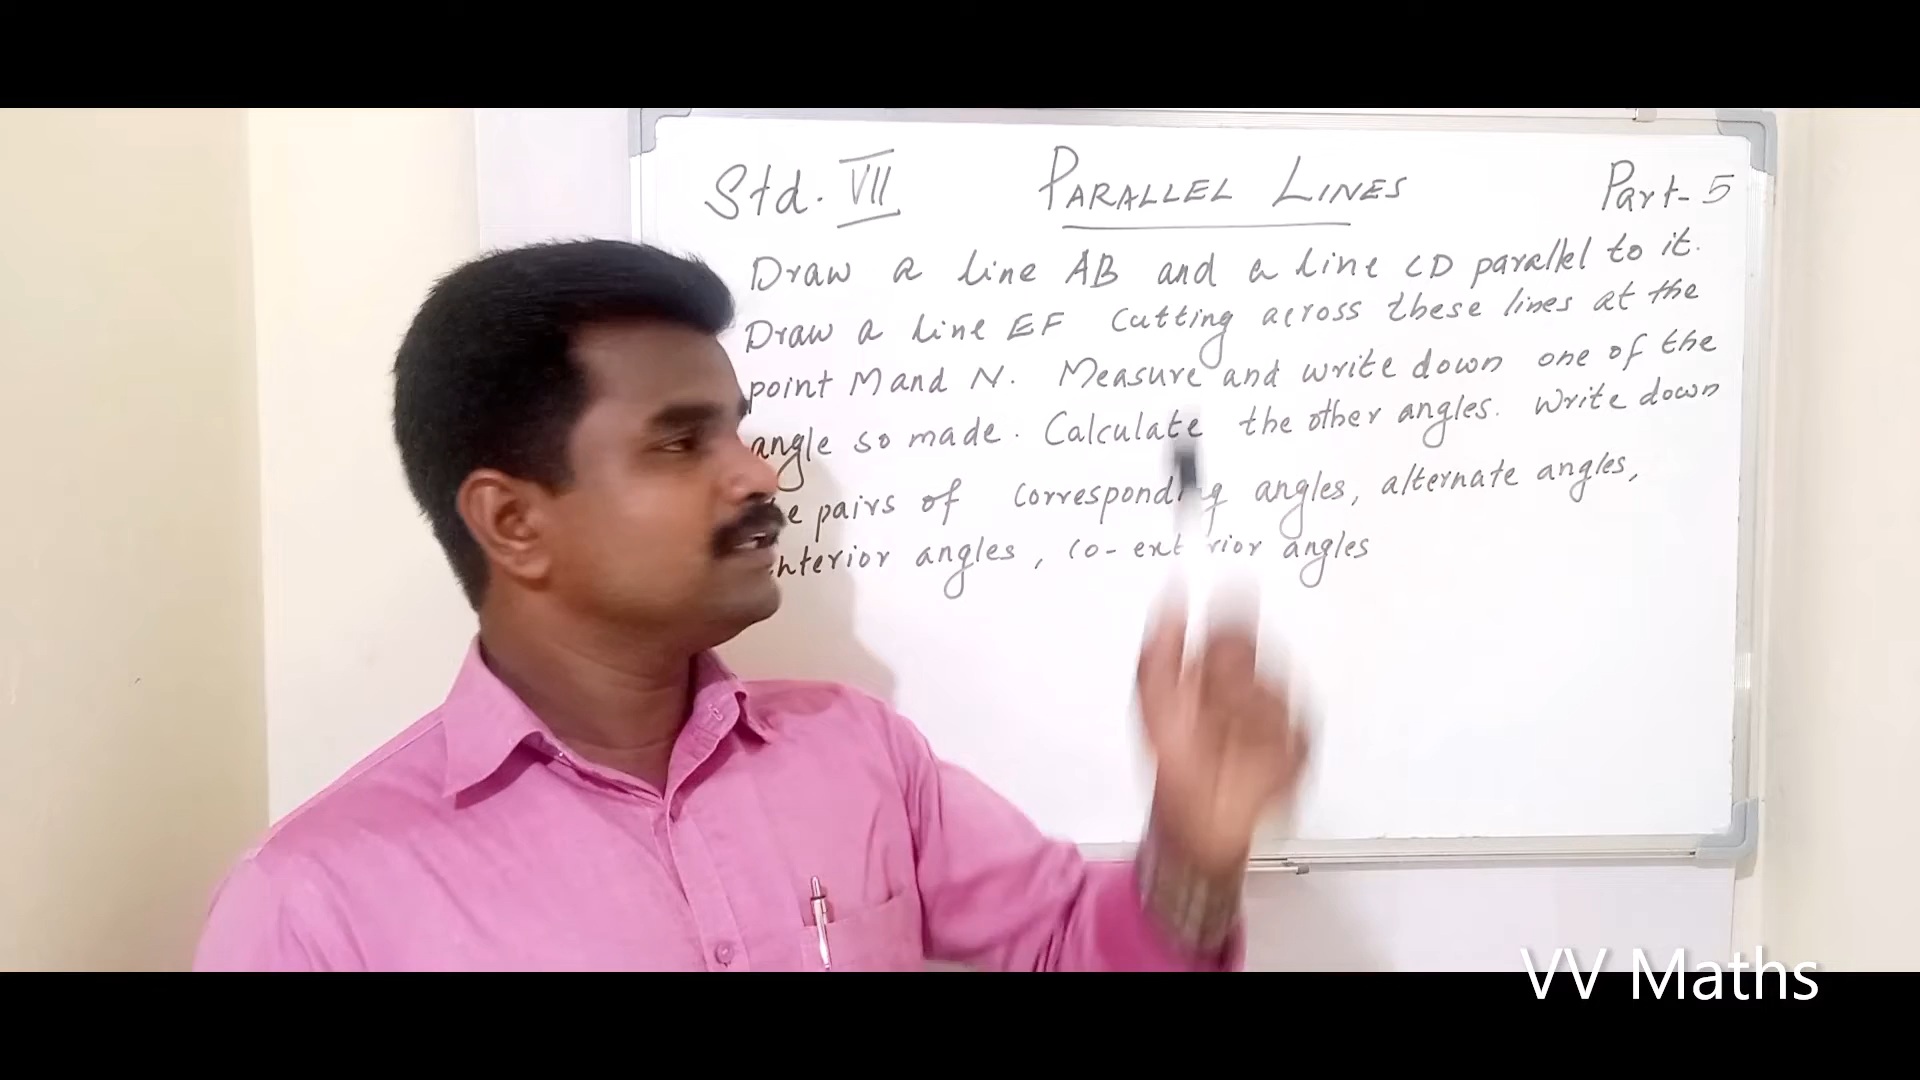 Std. VII PARALLEL LINES Part-5
Draw a line AB and a line CD parallel to it.
Draw a line EF cutting across these lines at the
point M and N. Measure and write down one of the
angle so made. Calculate the other angles. Write down
pairs of corresponding angles, alternate angles,
angles, co-exterior angles
VV Maths